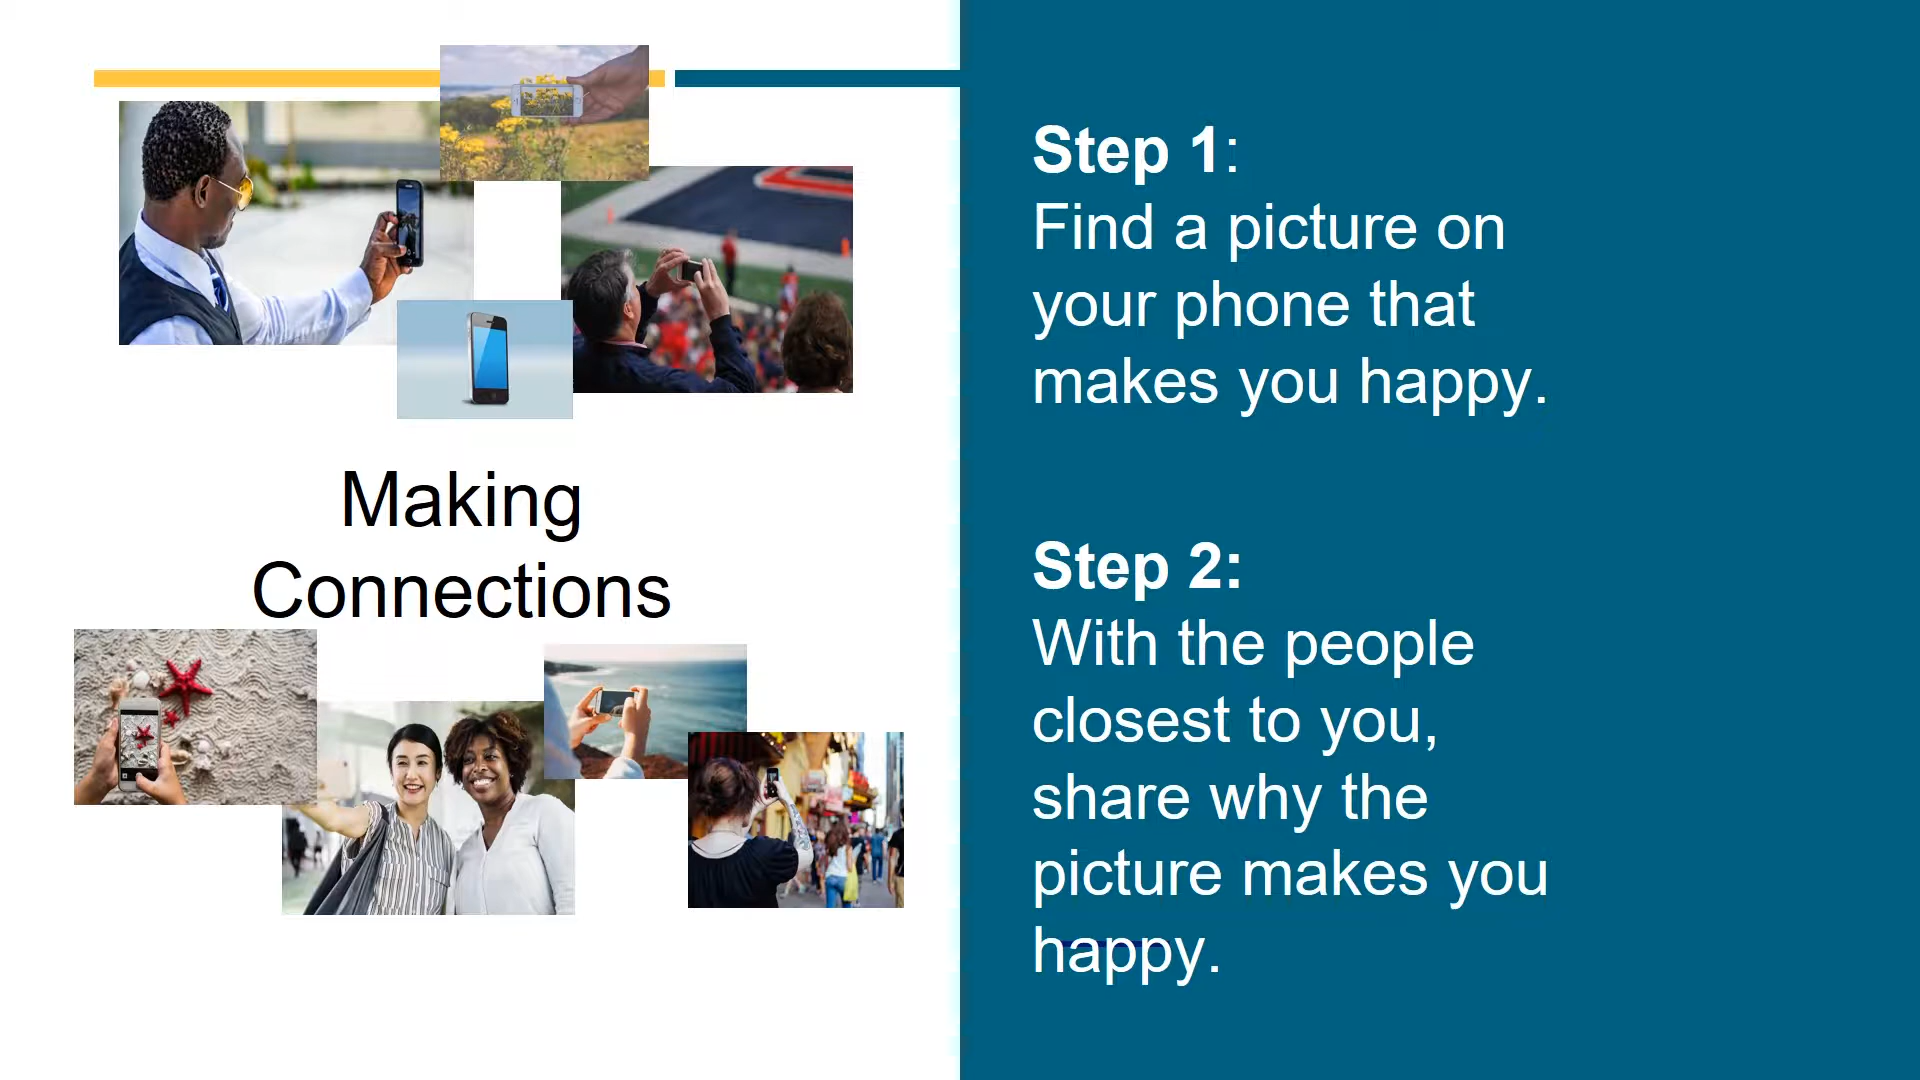 Making
Connections
Step 1:
Find a picture on
your phone that
makes you happy.
Step 2:
With the people
closest to you,
share why the
picture makes you
happy.